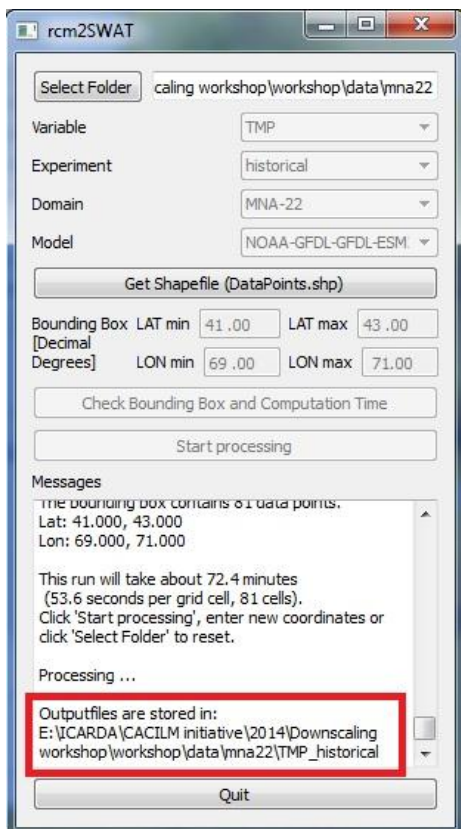 rcm2SWAT
Select Folder caling workshop\workshop\data\mna22
Variable TMP
Experiment historical
Domain MNA-22
Model NOAA-GFDL-GFDL-ESM
Get Shapefile (DataPoints.shp)
Bounding Box LAT min 41 .00 LAT max 43 .00
[Decimal
Degrees] LON min 69 .00 LON max 71.00
Check Bounding Box and Computation Time
Start processing
Messages
The bounding box contains 81 data points.
Lat: 41.000, 43.000
Lon: 69.000, 71.000
This run will take about 72.4 minutes
(53.6 seconds per grid cell, 81 cells).
Click 'Start processing', enter new coordinates or
click 'Select Folder' to reset.
Processing ...
Outputfiles are stored in:
E:\ICARDA\CACILM initiative\2014\Downscaling
workshop\workshop\data\mna22\TMP_historical
Quit